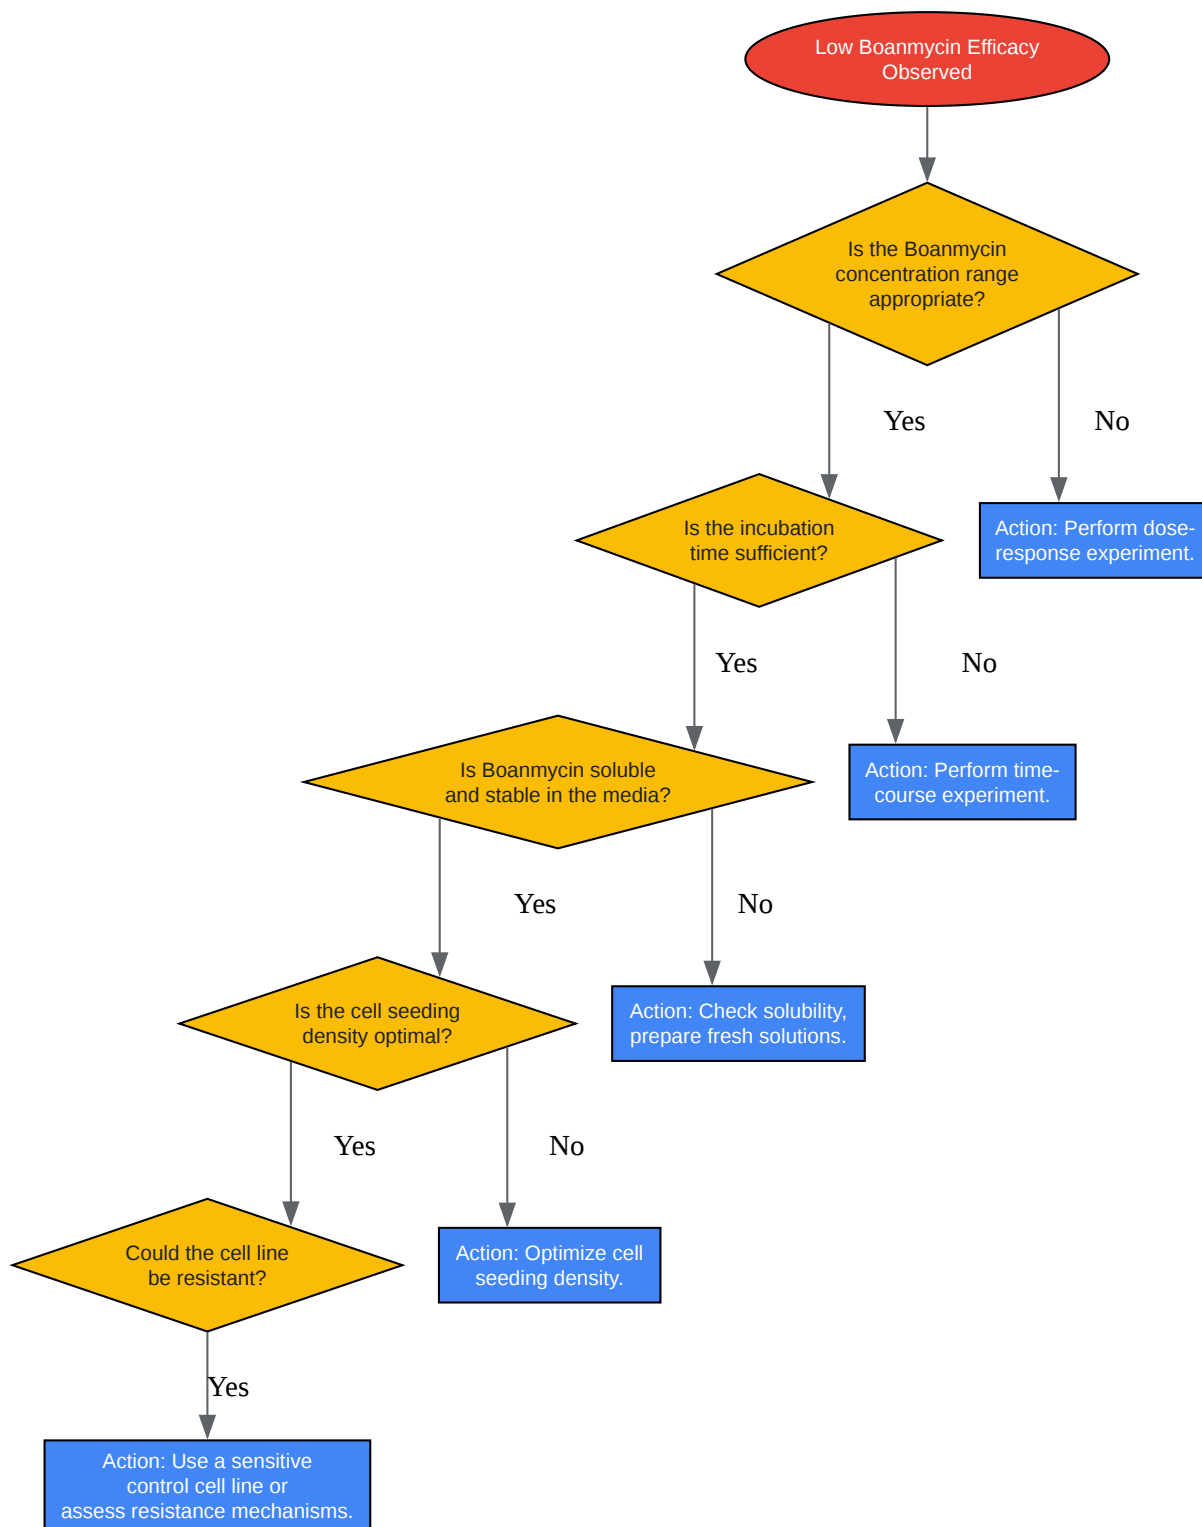 Low Boanmycin Efficacy
Observed
Is the Boanmycin
concentration range
appropriate?
Yes
No
Is the incubation
time sufficient?
Action: Perform dose-
response experiment.
Yes
No
Is Boanmycin soluble
and stable in the media?
Action: Perform time-
course experiment.
Yes
No
Is the cell seeding
density optimal?
Action: Check solubility,
prepare fresh solutions.
Yes
No
Could the cell line
be resistant?
Action: Optimize cell
seeding density.
Yes
Action: Use a sensitive
control cell line or
assess resistance mechanisms.